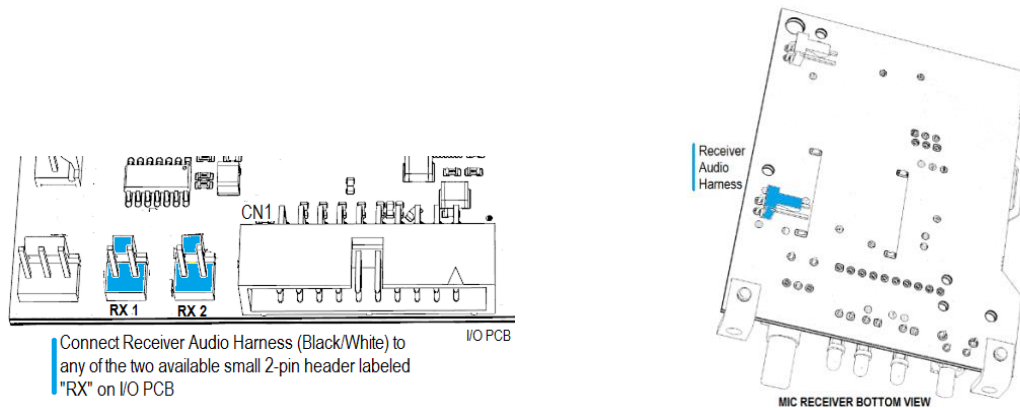 CN1
RX 1
RX 2
I/O PCB
Connect Receiver Audio Harness (Black/White) to
any of the two available small 2-pin header labeled
"RX" on I/O PCB
Receiver
Audio
Harness
MIC RECEIVER BOTTOM VIEW